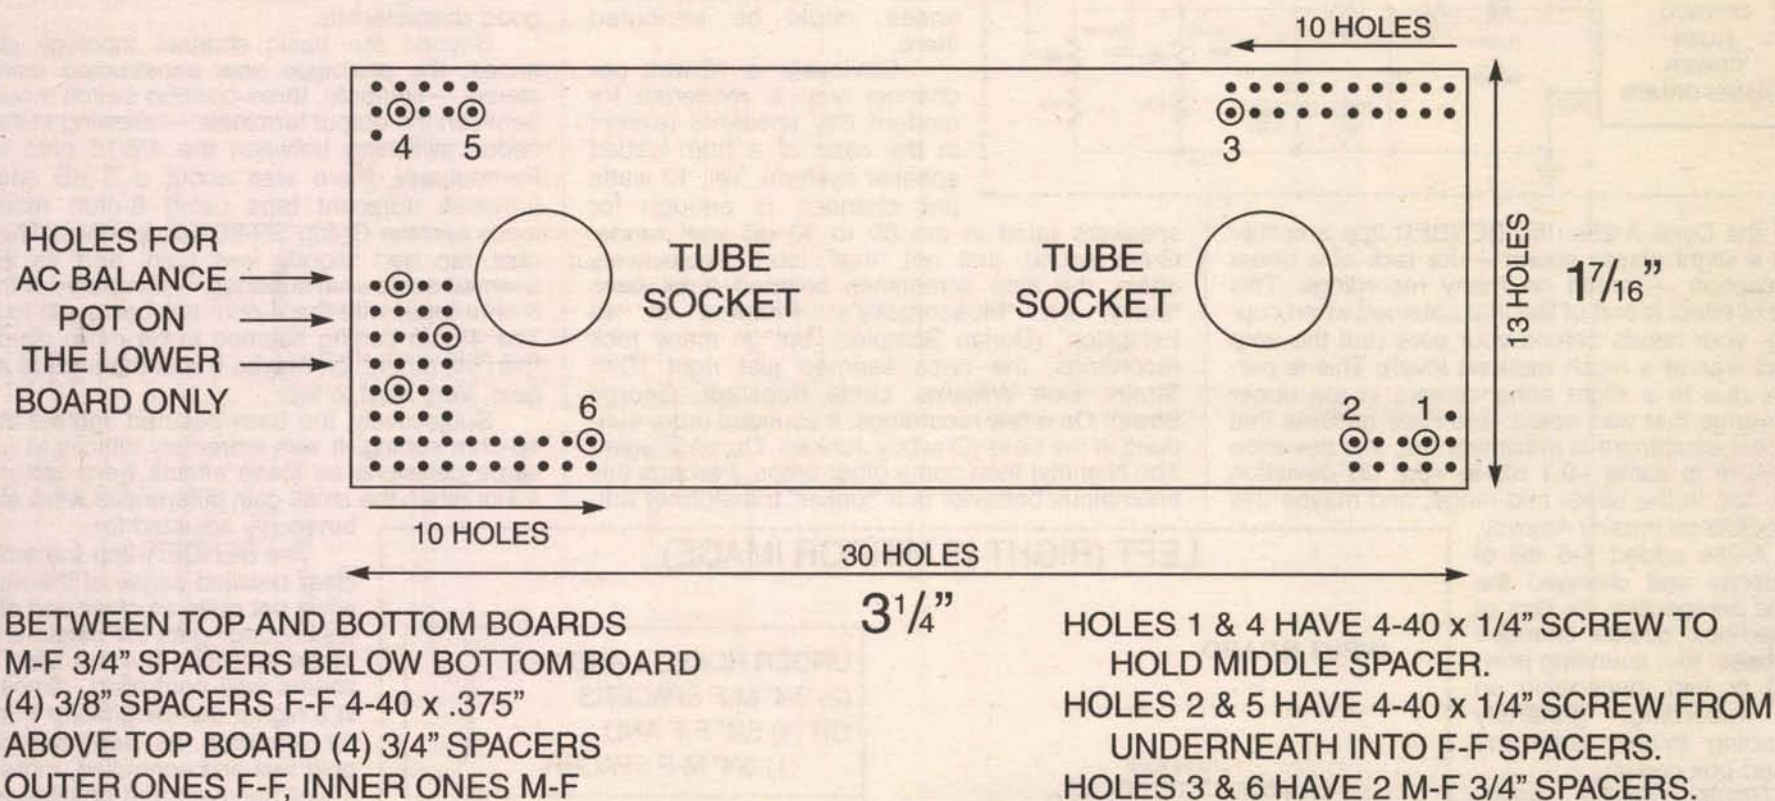 10 HOLES
4 5
3
HOLES FOR
AC BALANCE
POT ON
THE LOWER
BOARD ONLY
TUBE
SOCKET
TUBE
SOCKET
13 HOLES
1 7/16”
6
2 1
10 HOLES
30 HOLES
3 1/4”
BETWEEN TOP AND BOTTOM BOARDS
M-F 3/4” SPACERS BELOW BOTTOM BOARD
(4) 3/8” SPACERS F-F 4-40 x .375”
ABOVE TOP BOARD (4) 3/4” SPACERS
OUTER ONES F-F, INNER ONES M-F
HOLES 1 & 4 HAVE 4-40 x 1/4” SCREW TO
HOLD MIDDLE SPACER.
HOLES 2 & 5 HAVE 4-40 x 1/4” SCREW FROM
UNDERNEATH INTO F-F SPACERS.
HOLES 3 & 6 HAVE 2 M-F 3/4” SPACERS.